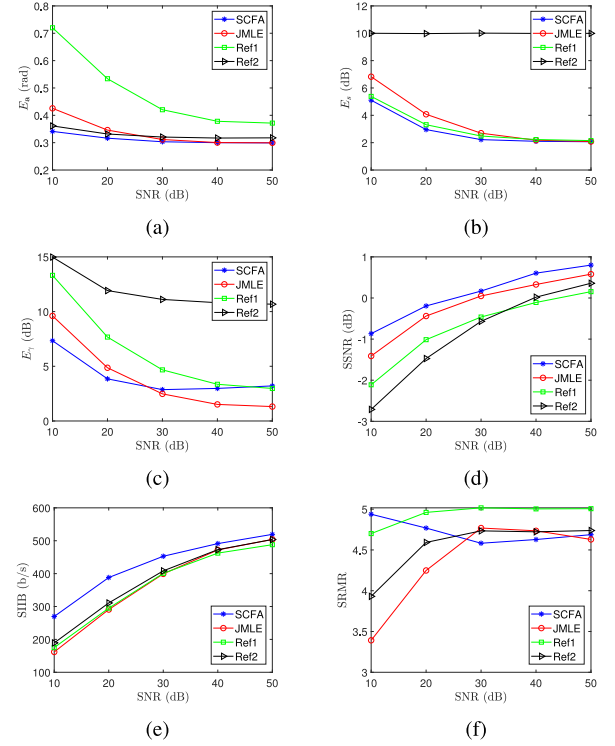 0,8
0,7
0,6
0,5
0,4
0,3
0,2
10 20 30 40 50
SNR (dB)
E_a (rad)
SCFA
JMLE
Ref1
Ref2
(a)
12
10
8
6
4
2
0
10 20 30 40 50
SNR (dB)
E_s (dB)
SCFA
JMLE
Ref1
Ref2
(b)
15
10
5
0
10 20 30 40 50
SNR (dB)
E_γ (dB)
SCFA
JMLE
Ref1
Ref2
(c)
1
0
-1
-2
-3
10 20 30 40 50
SNR (dB)
SSNR (dB)
SCFA
JMLE
Ref1
Ref2
(d)
600
500
400
300
200
100
10 20 30 40 50
SNR (dB)
SIIB (b/s)
SCFA
JMLE
Ref1
Ref2
(e)
5
4,5
4
3,5
3
10 20 30 40 50
SNR (dB)
SRMR
SCFA
JMLE
Ref1
Ref2
(f)